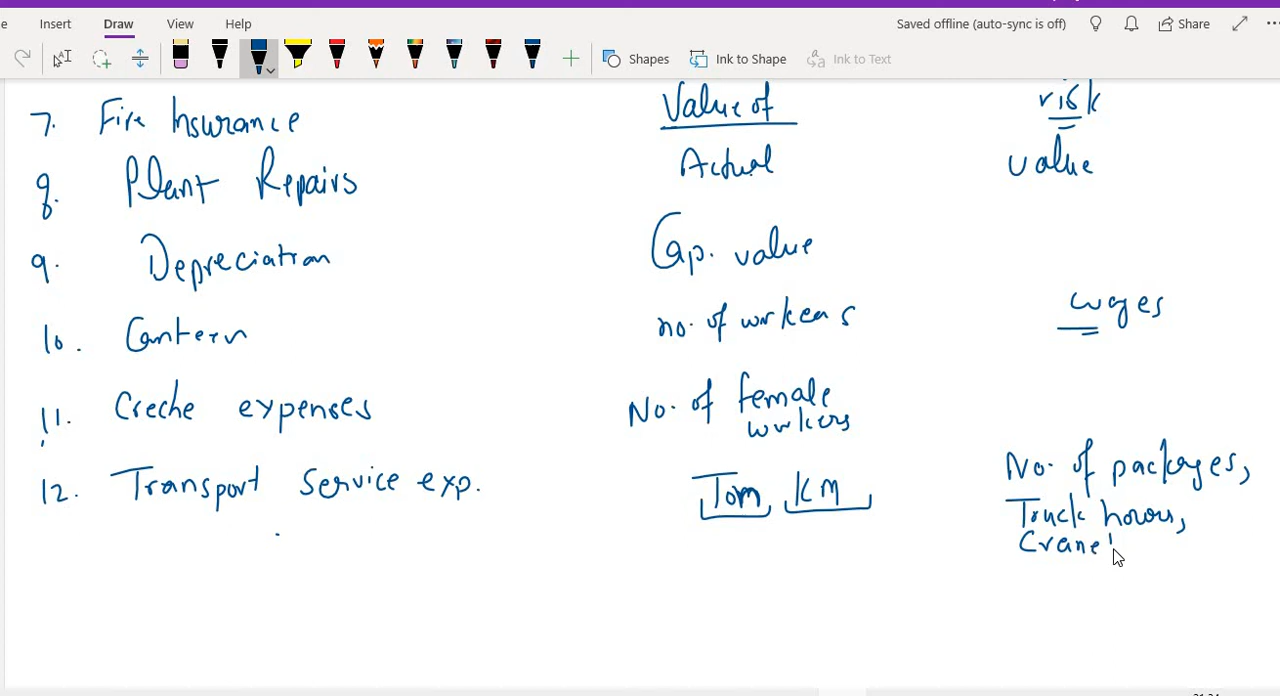 e Insert Draw View Help Saved offline (auto-sync is off) Share
Shapes Ink to Shape Ink to Text
7. Fire Insurance Value of risk
8. Plant Repairs Actual value
9. Depreciation Cap. value
10. Canteen no. of workers wages
11. Creche expenses No. of female
workers
12. Transport Service exp. Tom KM No. of packages,
Truck hours,
Crane